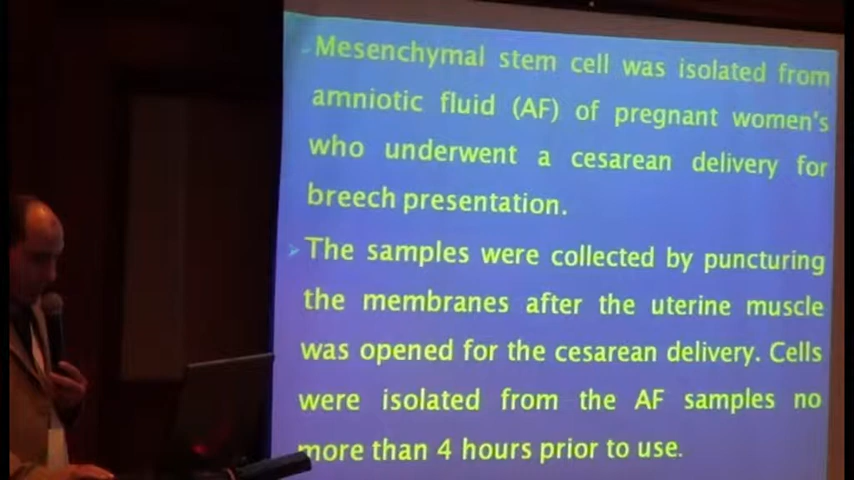 Mesenchymal stem cell was isolated from
amniotic fluid (AF) of pregnant women's
who underwent a cesarean delivery for
breech presentation.
The samples were collected by puncturing
the membranes after the uterine muscle
was opened for the cesarean delivery. Cells
were isolated from the AF samples no
more than 4 hours prior to use.